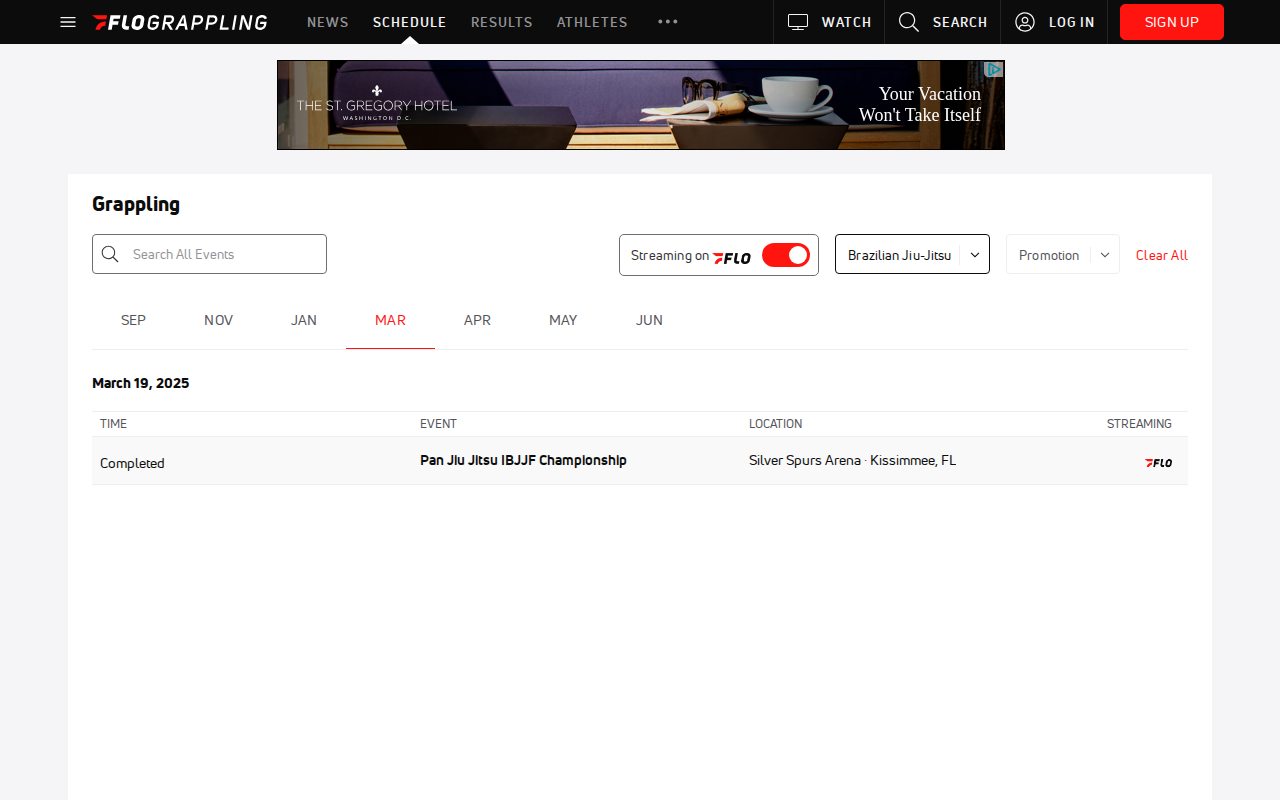 FLOGRAPPLING NEWS SCHEDULE RESULTS ATHLETES ••• WATCH SEARCH LOG IN SIGN UP
THE ST. GREGORY HOTEL
WASHINGTON D.C.
Your Vacation
Won't Take Itself
Grappling
Search All Events Streaming on FLO Brazilian Jiu-Jitsu Promotion Clear All
SEP NOV JAN MAR APR MAY JUN
March 19, 2025
TIME EVENT LOCATION STREAMING
Completed Pan Jiu Jitsu IBJJF Championship Silver Spurs Arena · Kissimmee, FL FLO